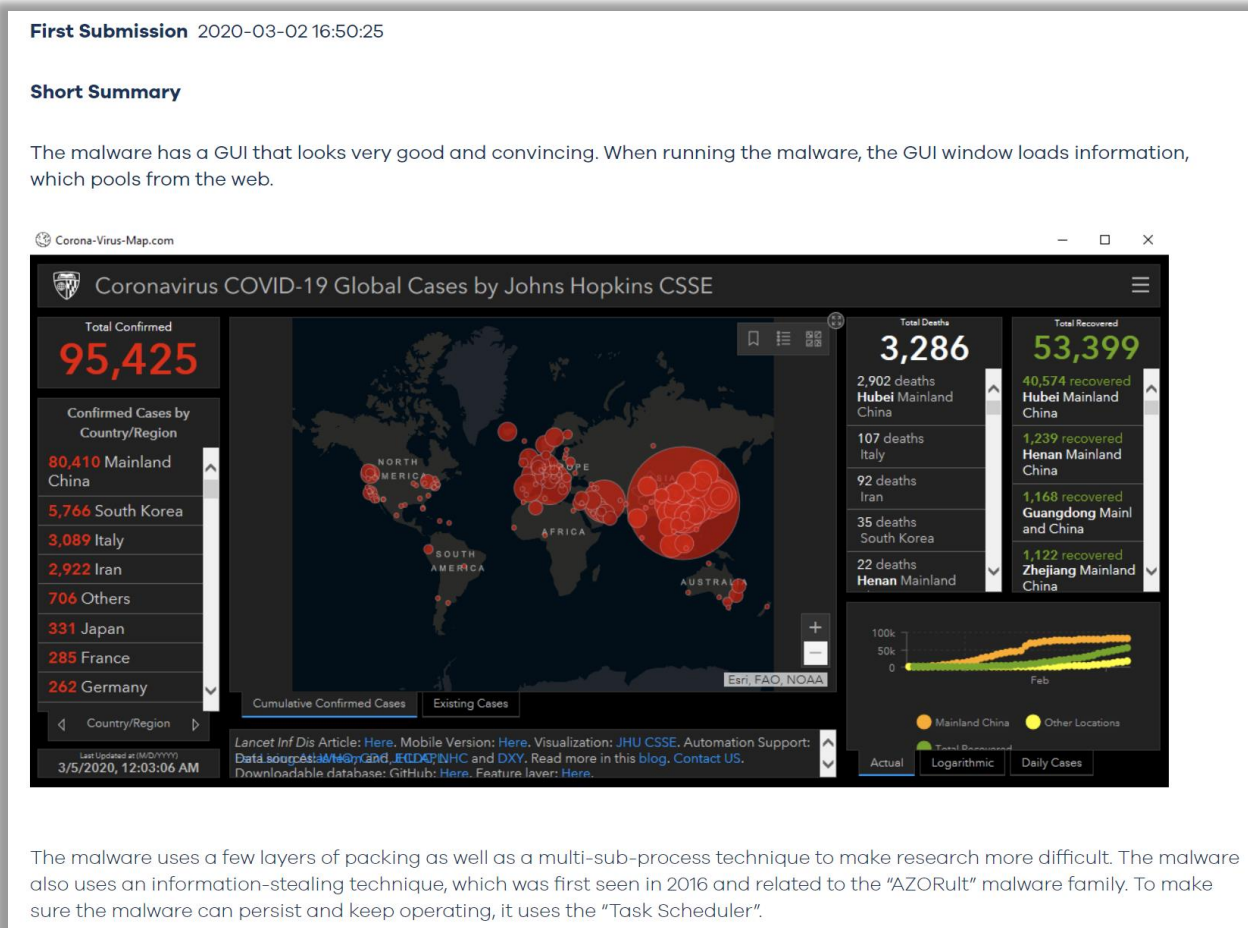 First Submission 2020-03-02 16:50:25
Short Summary
The malware has a GUI that looks very good and convincing. When running the malware, the GUI window loads information,
which pools from the web.
Corona-Virus-Map.com
Coronavirus COVID-19 Global Cases by Johns Hopkins CSSE
Total Confirmed
95,425
Confirmed Cases by
Country/Region
80,410 Mainland
China
5,766 South Korea
3,089 Italy
2,922 Iran
706 Others
331 Japan
285 France
262 Germany
Country/Region
Last Updated at (M/D/YYYY)
3/5/2020, 12:03:06 AM
NORTH
AMERICA
SOUTH
AMERICA
AFRICA
AUSTRALIA
Esri, FAO, NOAA
Cumulative Confirmed Cases
Existing Cases
Lancet Inf Dis Article: Here. Mobile Version: Here. Visualization: JHU CSSE. Automation Support:
and DXY. Read more in this blog. Contact US.
Downloadable database: GitHub: Here. Feature layer: Here.
Total Deaths
3,286
2,902 deaths
Hubei Mainland
China
107 deaths
Italy
92 deaths
Iran
35 deaths
South Korea
22 deaths
Henan Mainland
Total Recovered
53,399
40,574 recovered
Hubei Mainland
China
1,239 recovered
Henan Mainland
China
1,168 recovered
Guangdong Mainl
and China
1,122 recovered
Zhejiang Mainland
China
100k
50k
0
Feb
Mainland China
Other Locations
Total Recovered
Actual
Logarithmic
Daily Cases
The malware uses a few layers of packing as well as a multi-sub-process technique to make research more difficult. The malware
also uses an information-stealing technique, which was first seen in 2016 and related to the “AZORult” malware family. To make
sure the malware can persist and keep operating, it uses the “Task Scheduler”.